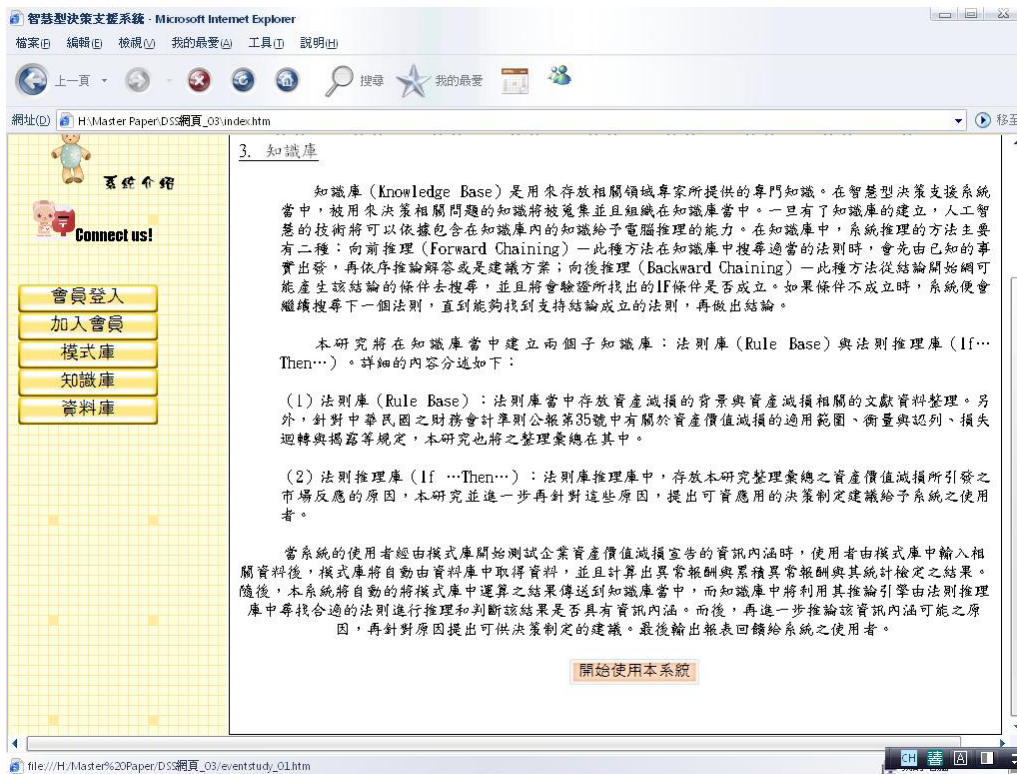 智慧型決策支援系統 - Microsoft Internet Explorer
檔案(F) 編輯(E) 檢視(V) 我的最愛(A) 工具(T) 說明(H)
上一頁 搜尋 我的最愛
網址(D) H:\Master Paper\DSS網頁_03\index.htm 移至
系統介紹
Connect us!
會員登入
加入會員
模式庫
知識庫
資料庫
3. 知識庫
知識庫（Knowledge Base）是用來存放相關領域專家所提供的專門知識。在智慧型決策支援系統
當中，被用來決策相關問題的知識將被蒐集並且組織在知識庫當中。一旦有了知識庫的建立，人工智
慧的技術將可以依據包含在知識庫內的知識給予電腦推理的能力。在知識庫中，系統推理的方法主要
有二種：向前推理（Forward Chaining）—此種方法在知識庫中搜尋適當的法則時，會先由已知的事
實出發，再依序推論解答或是建議方案；向後推理（Backward Chaining）—此種方法從結論開始網可
能產生該結論的條件去搜尋，並且將會驗證所找出的IF條件是否成立。如果條件不成立時，系統便會
繼續搜尋下一個法則，直到能夠找到支持結論成立的法則，再做出結論。
本研究將在知識庫當中建立兩個子知識庫：法則庫（Rule Base）與法則推理庫（If…
Then…）。詳細的內容分述如下：
(1) 法則庫（Rule Base）：法則庫當中存放資產減損的背景與資產減損相關的文獻資料整理。另
外，針對中華民國之財務會計準則公報第35號中有關於資產價值減損的適用範圍、衡量與認列、損失
迴轉與揭露等規定，本研究也將之整理彙總在其中。
(2) 法則推理庫（If …Then…）：法則庫推理庫中，存放本研究整理彙總之資產價值減損所引發之
市場反應的原因，本研究並進一步再針對這些原因，提出可資應用的決策制定建議給予系統之使用
者。
當系統的使用者經由模式庫開始測試企業資產價值減損宣告的資訊內涵時，使用者由模式庫中輸入相
關資料後，模式庫將自動由資料庫中取得資料，並且計算出異常報酬與累積異常報酬與其統計檢定之結果。
隨後，本系統將自動的將模式庫中運算之結果傳送到知識庫當中，而知識庫中將利用其推論引擎由法則推理
庫中尋找合適的法則進行推理和判斷該結果是否具有資訊內涵。而後，再進一步推論該資訊內涵可能之原
因，再針對原因提出可供決策制定的建議。最後輸出報表回饋給系統之使用者。
開始使用本系統
file:///H:/Master%20Paper/DSS網頁_03/eventstudy_01.htm
CH